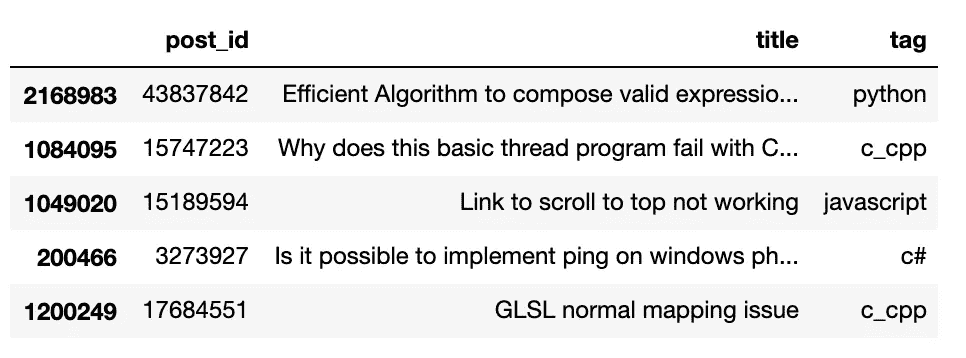 post_id title tag
2168983 43837842 Efficient Algorithm to compose valid expressio... python
1084095 15747223 Why does this basic thread program fail with C... c_cpp
1049020 15189594 Link to scroll to top not working javascript
200466 3273927 Is it possible to implement ping on windows ph... c#
1200249 17684551 GLSL normal mapping issue c_cpp